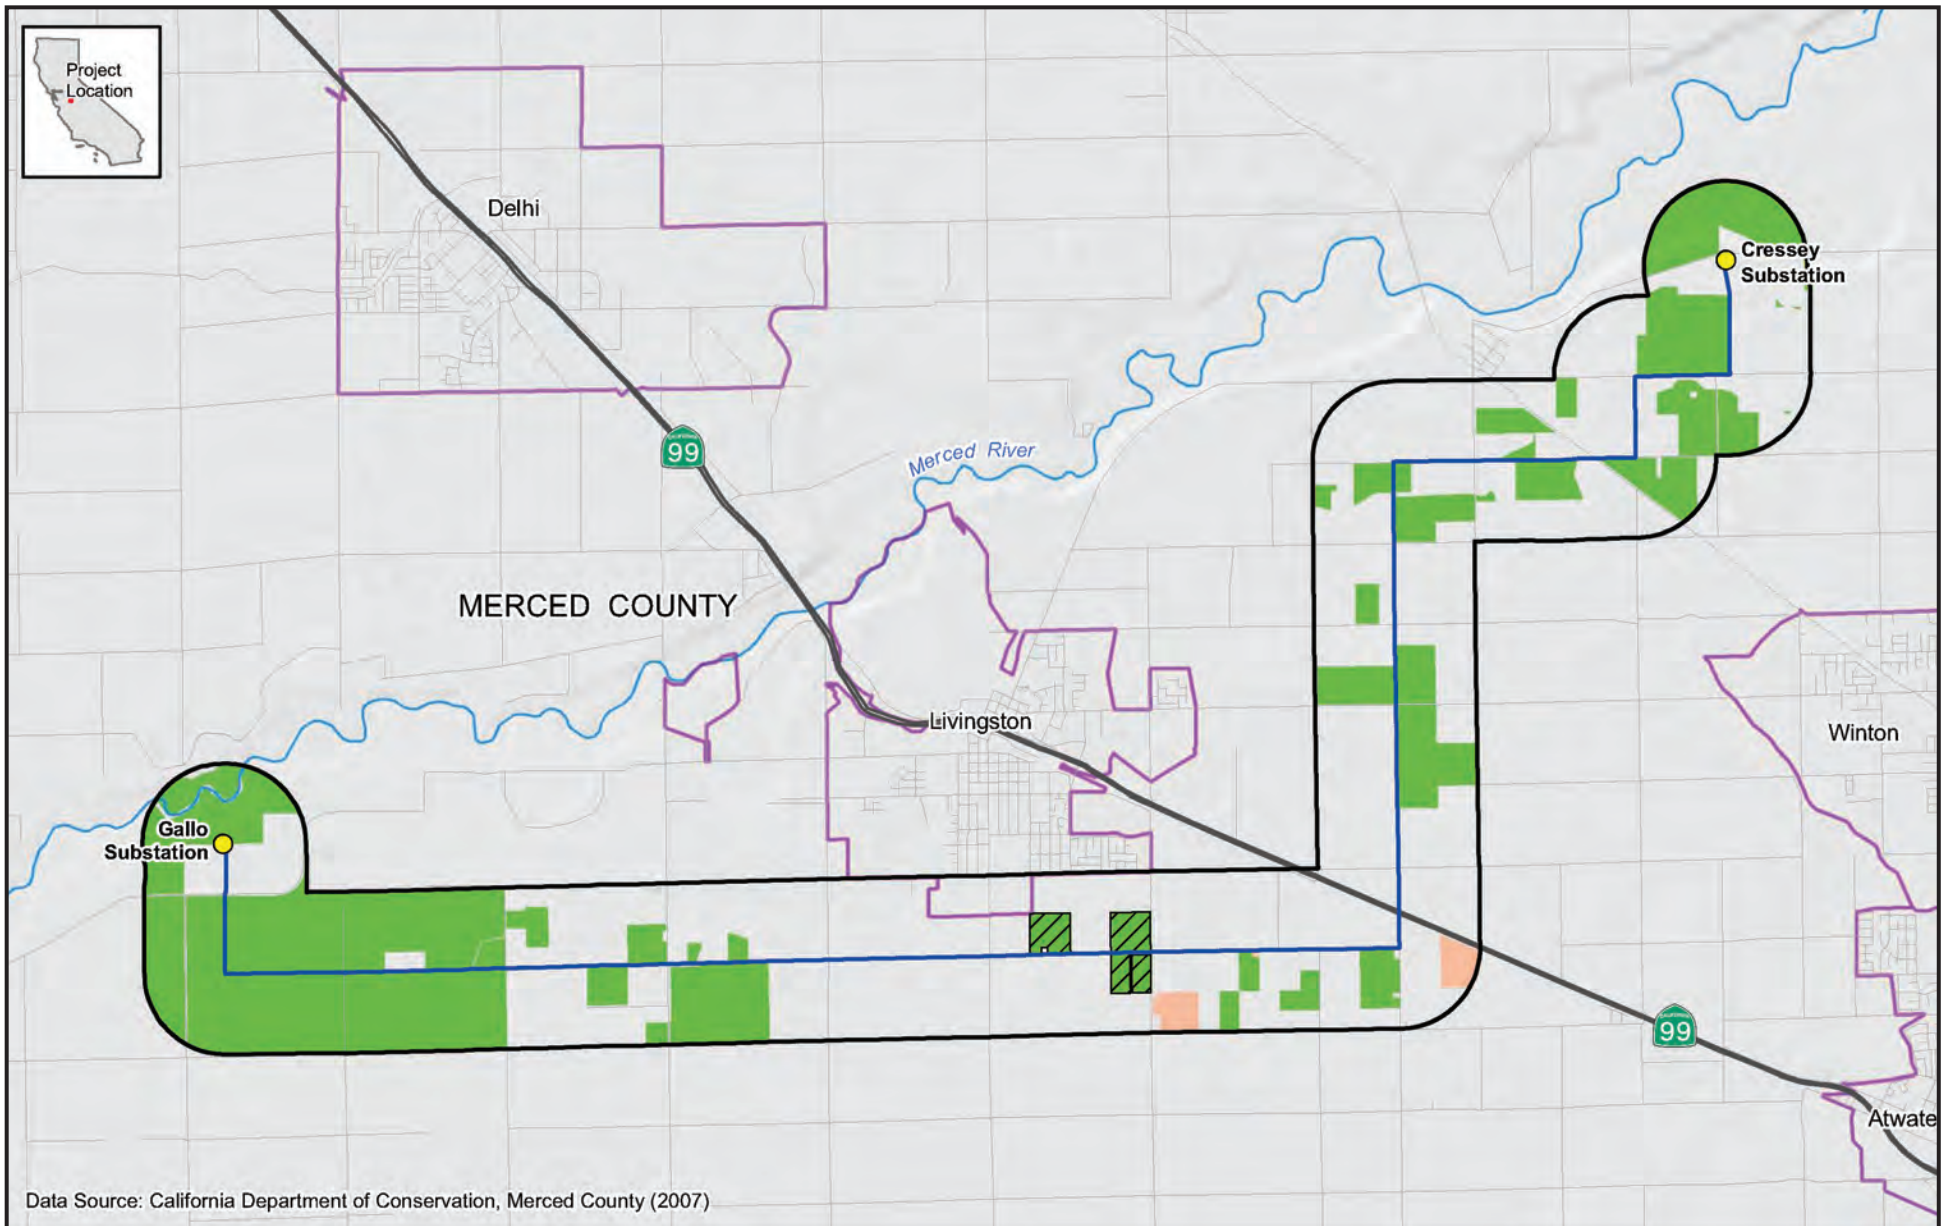 Project
Location
Delhi
Cressey
Substation
99
Merced River
MERCED COUNTY
Livingston
Winton
Gallo
Substation
99
Atwate
Data Source: California Department of Conservation, Merced County (2007)